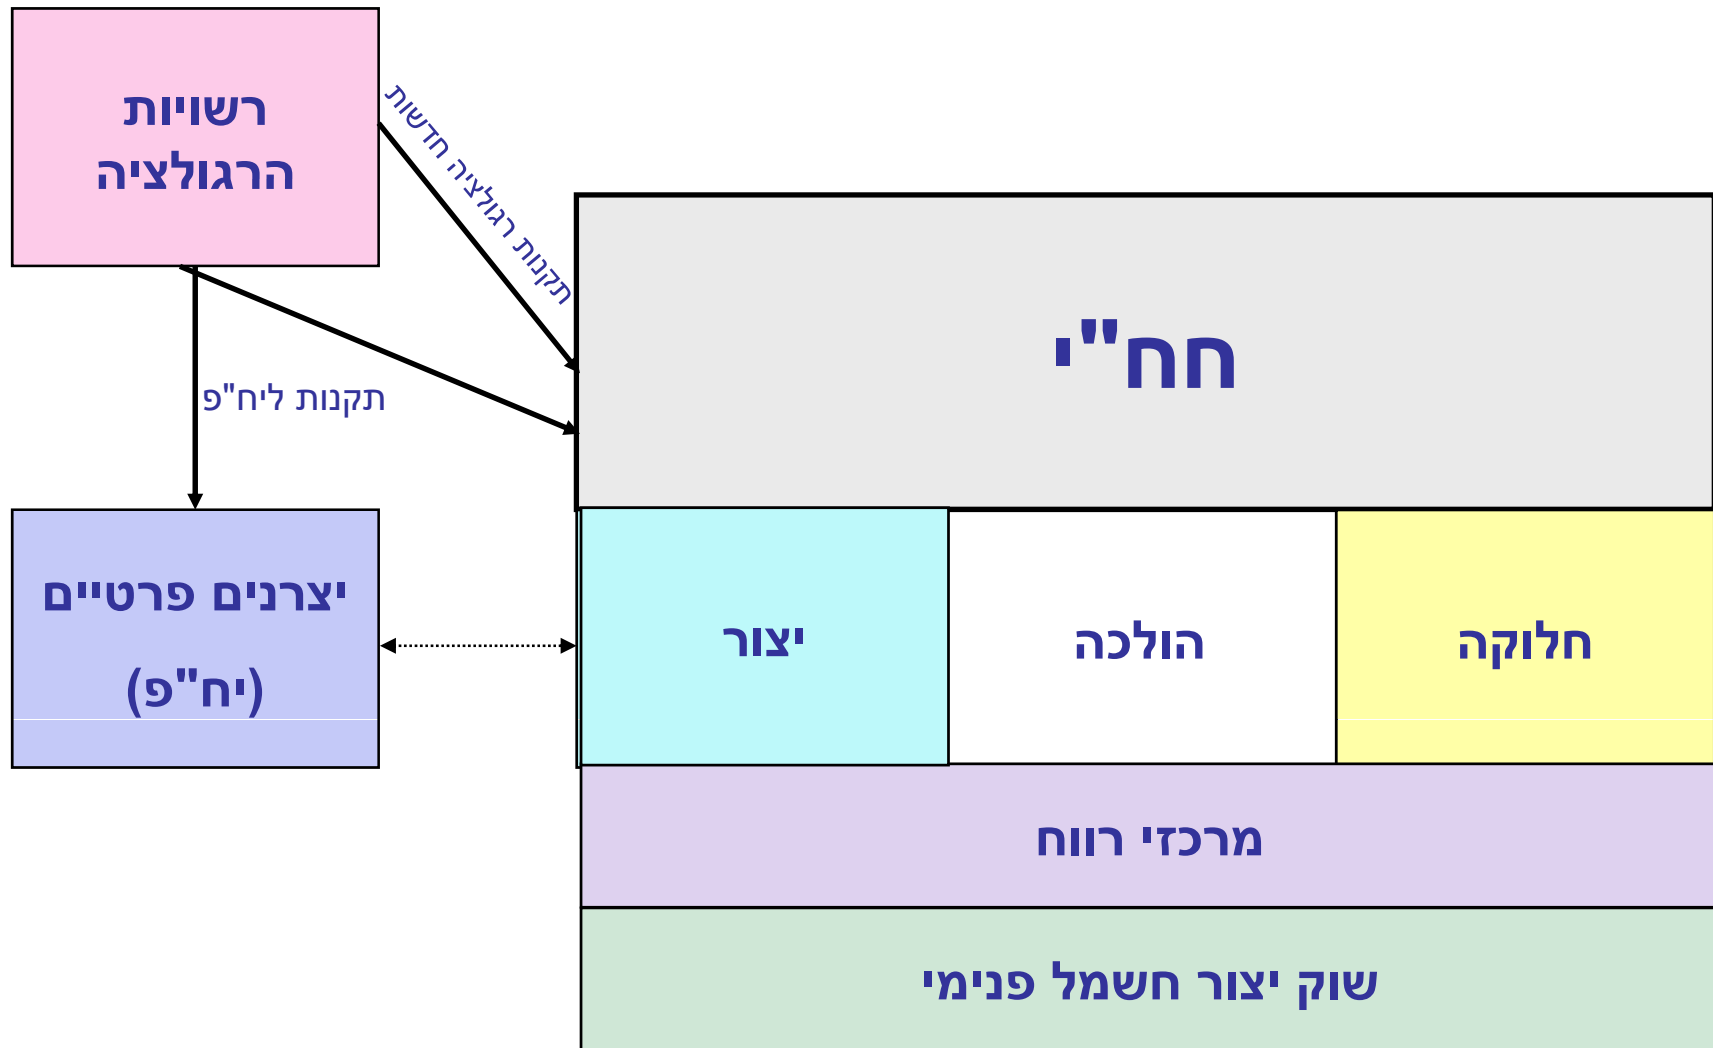 רשויות
הרגולציה
תקנות רגולציה חדשות
חח"י
תקנות ליח"פ
יצרנים פרטיים
(יח"פ)
יצור
הולכה
חלוקה
מרכזי רווח
שוק יצור חשמל פנימי